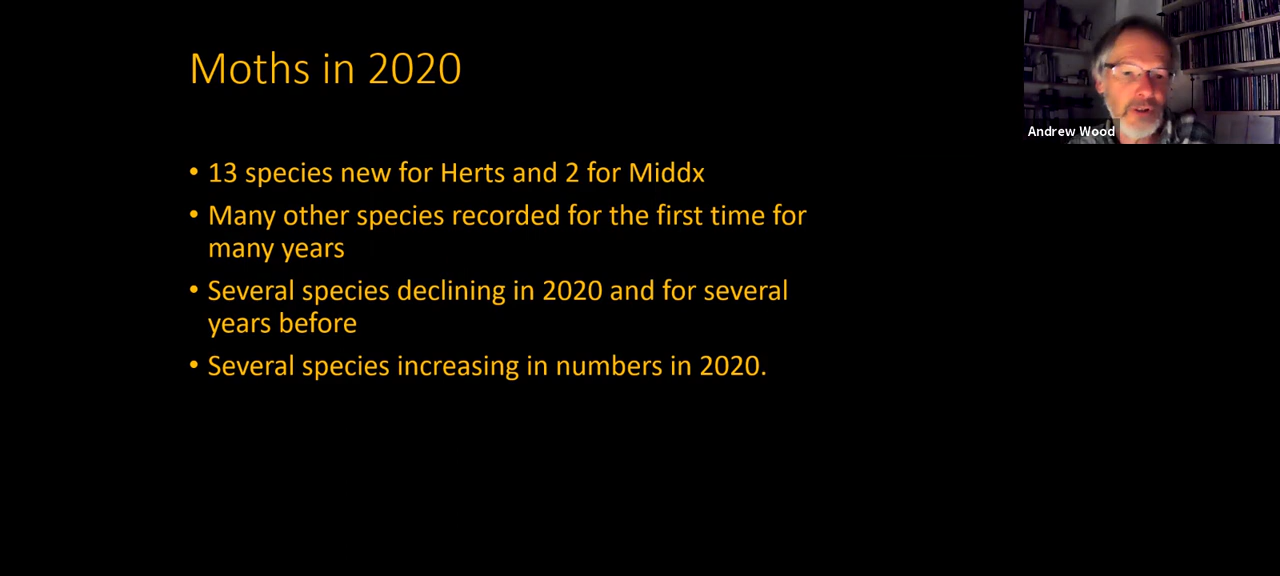 Moths in 2020
Andrew Wood
• 13 species new for Herts and 2 for Middx
• Many other species recorded for the first time for
many years
• Several species declining in 2020 and for several
years before
• Several species increasing in numbers in 2020.